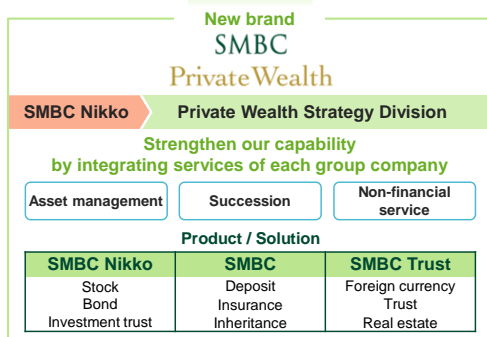 New brand
SMBC
Private Wealth
SMBC Nikko Private Wealth Strategy Division
Strengthen our capability
by integrating services of each group company
Asset management Succession Non-financial service
Product / Solution
SMBC Nikko SMBC SMBC Trust
Stock Deposit Foreign currency
Bond Insurance Trust
Investment trust Inheritance Real estate